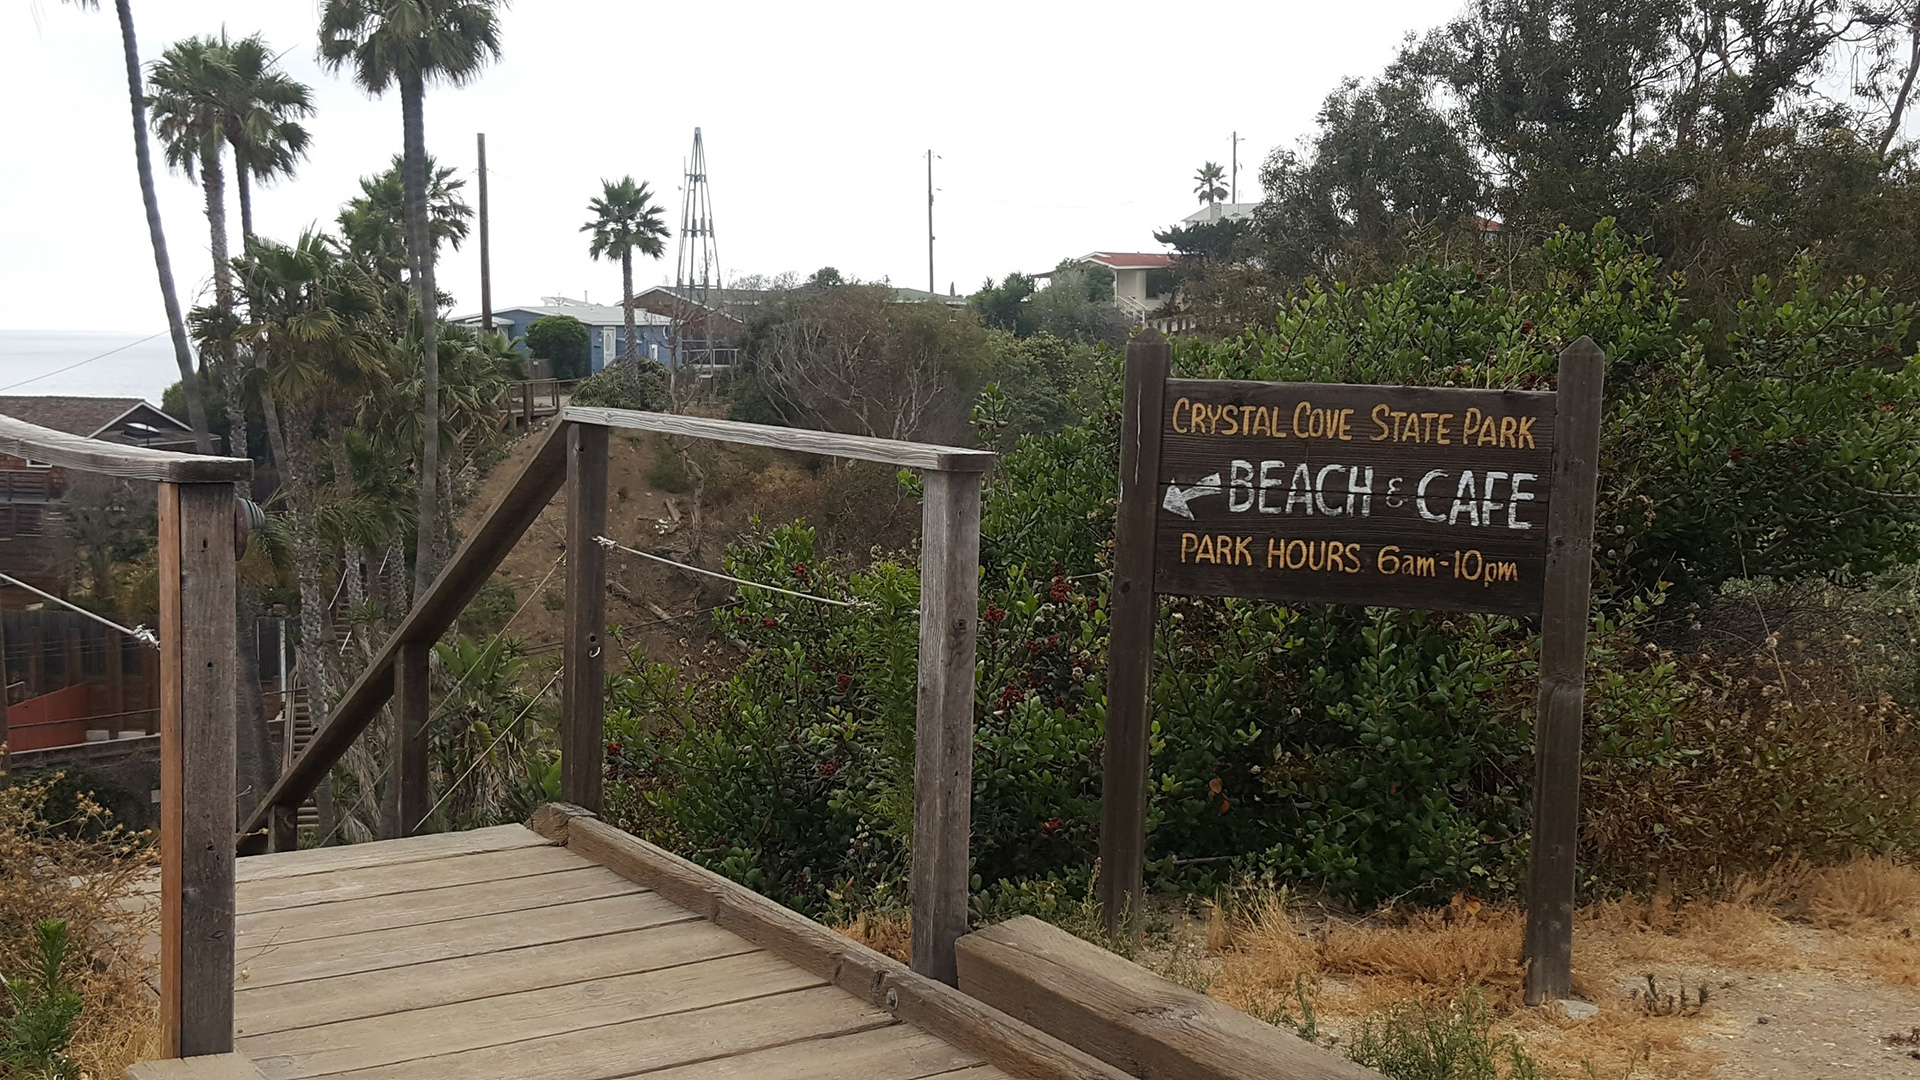 CRYSTAL COVE STATE PARK
BEACH & CAFE
PARK HOURS 6am-10pm